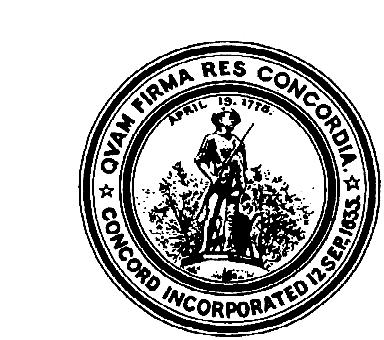 QVAM FIRMA RES CONCORDIA.
APRIL 19. 1775.
CONCORD INCORPORATED 12 SEP. 1635.